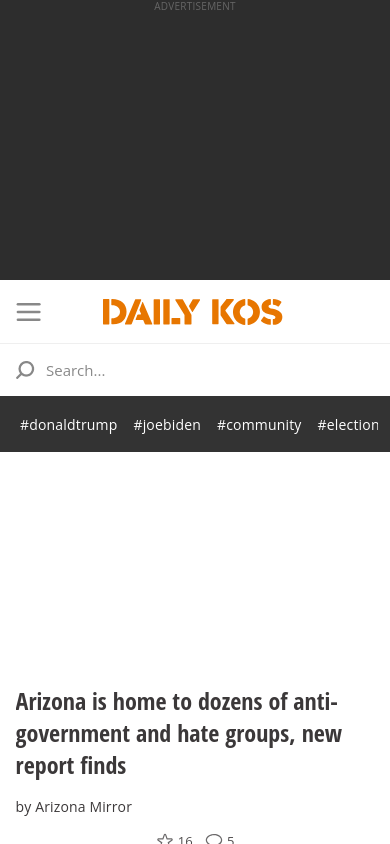 ADVERTISEMENT
DAILY KOS
Search...
#donaldtrump #joebiden #community #election
Arizona is home to dozens of anti-
government and hate groups, new
report finds
by Arizona Mirror
16 5